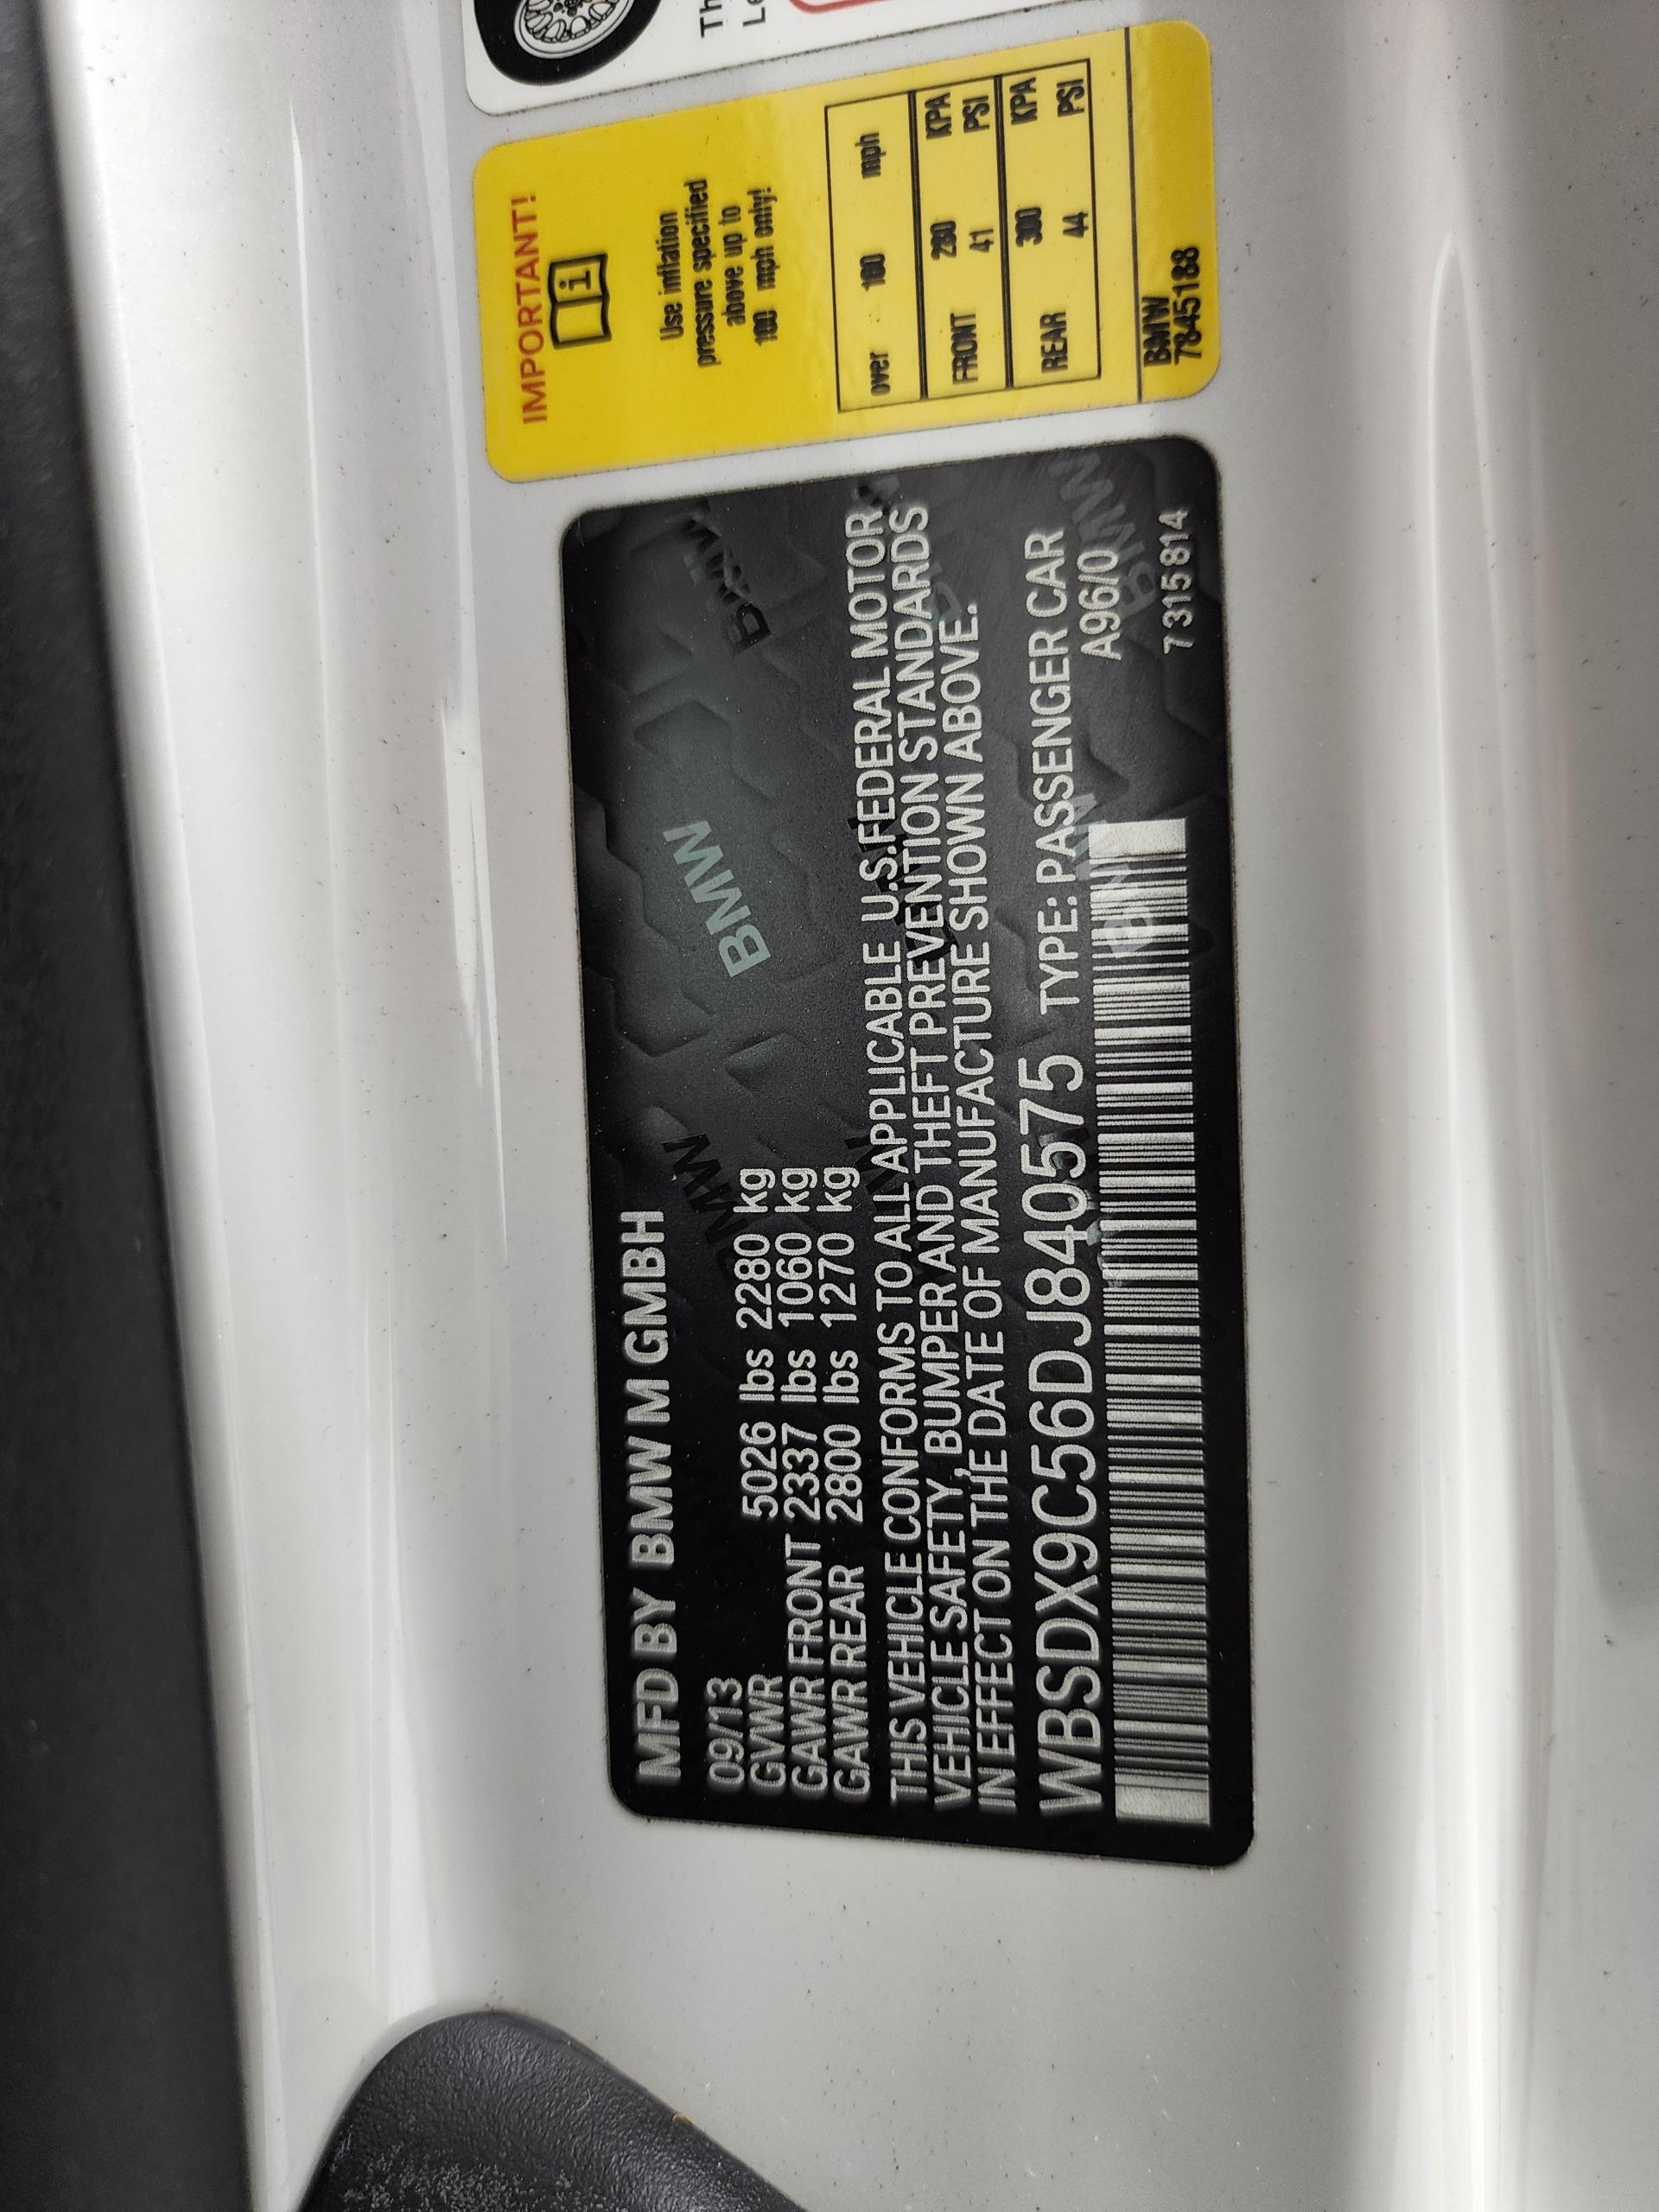 MFD BY BMW M GMBH
09/13
GVWR 5026 lbs 2280 kg
GAWR FRONT 2337 lbs 1060 kg
GAWR REAR 2800 lbs 1270 kg
THIS VEHICLE CONFORMS TO ALL APPLICABLE U.S.FEDERAL MOTOR
VEHICLE SAFETY, BUMPER AND THEFT PREVENTION STANDARDS
IN EFFECT ON THE DATE OF MANUFACTURE SHOWN ABOVE.
WBSDX9C56DJ840575 TYPE: PASSENGER CAR
A96/0
7315814
BMW
IMPORTANT!
Use inflation
pressure specified
above up to
100 mph only!
over 100 mph
FRONT 280 KPA
41 PSI
REAR 300 KPA
44 PSI
BMW
7845188